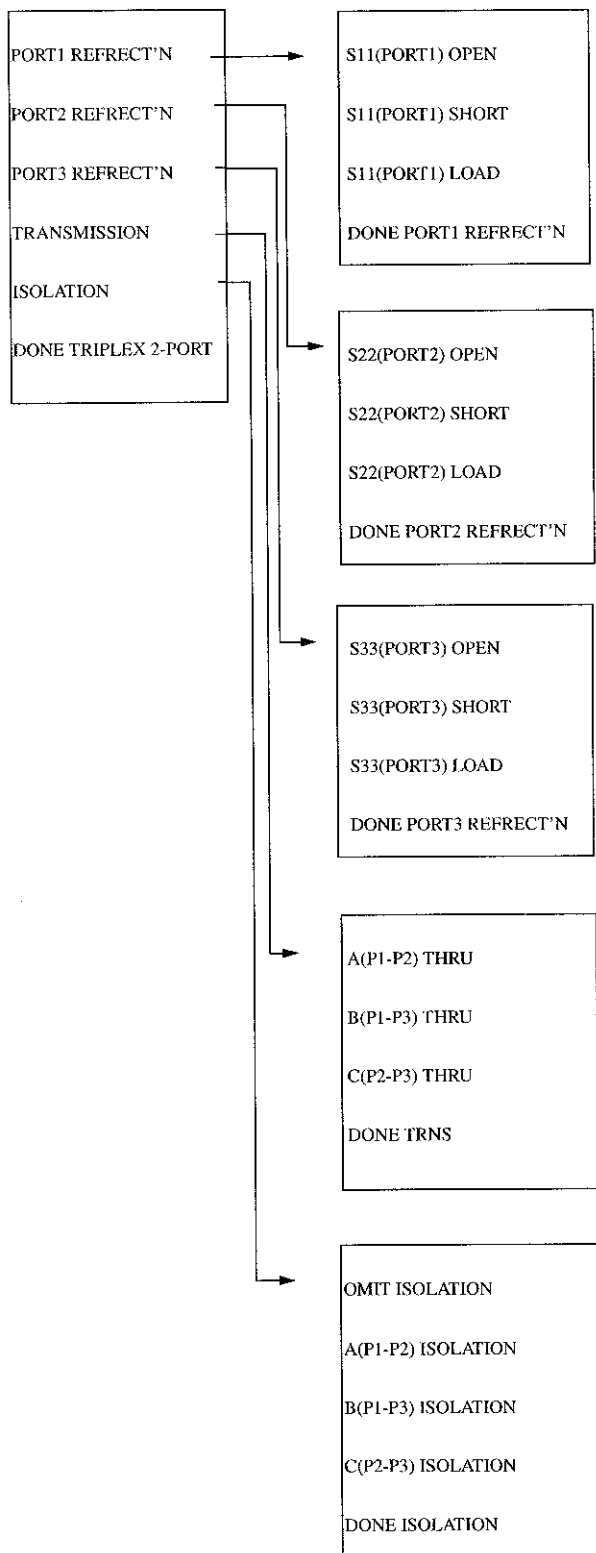 PORT1 REFRECT'N
PORT2 REFRECT'N
PORT3 REFRECT'N
TRANSMISSION
ISOLATION
DONE TRIPLEX 2-PORT
S11(PORT1) OPEN
S11(PORT1) SHORT
S11(PORT1) LOAD
DONE PORT1 REFRECT'N
S22(PORT2) OPEN
S22(PORT2) SHORT
S22(PORT2) LOAD
DONE PORT2 REFRECT'N
S33(PORT3) OPEN
S33(PORT3) SHORT
S33(PORT3) LOAD
DONE PORT3 REFRECT'N
A(P1-P2) THRU
B(P1-P3) THRU
C(P2-P3) THRU
DONE TRNS
OMIT ISOLATION
A(P1-P2) ISOLATION
B(P1-P3) ISOLATION
C(P2-P3) ISOLATION
DONE ISOLATION